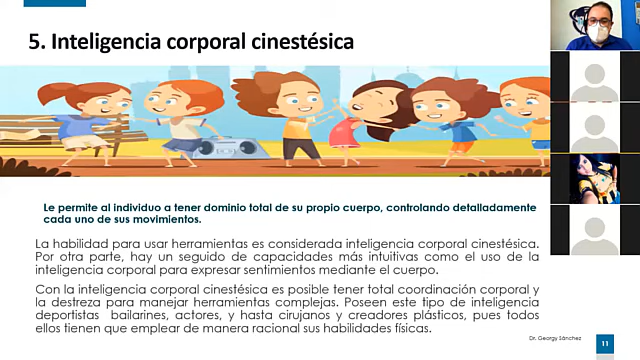 5. Inteligencia corporal cinestésica
Le permite al individuo a tener dominio total de su propio cuerpo, controlando detalladamente
cada uno de sus movimientos.
La habilidad para usar herramientas es considerada inteligencia corporal cinestésica.
Por otra parte, hay un seguido de capacidades más intuitivas como el uso de la
inteligencia corporal para expresar sentimientos mediante el cuerpo.
Con la inteligencia corporal cinestésica es posible tener total coordinación corporal y
la destreza para manejar herramientas complejas. Poseen este tipo de inteligencia
deportistas bailarines, actores, y hasta cirujanos y creadores plásticos, pues todos
ellos tienen que emplear de manera racional sus habilidades físicas.
Dr. Georgy Sánchez
11